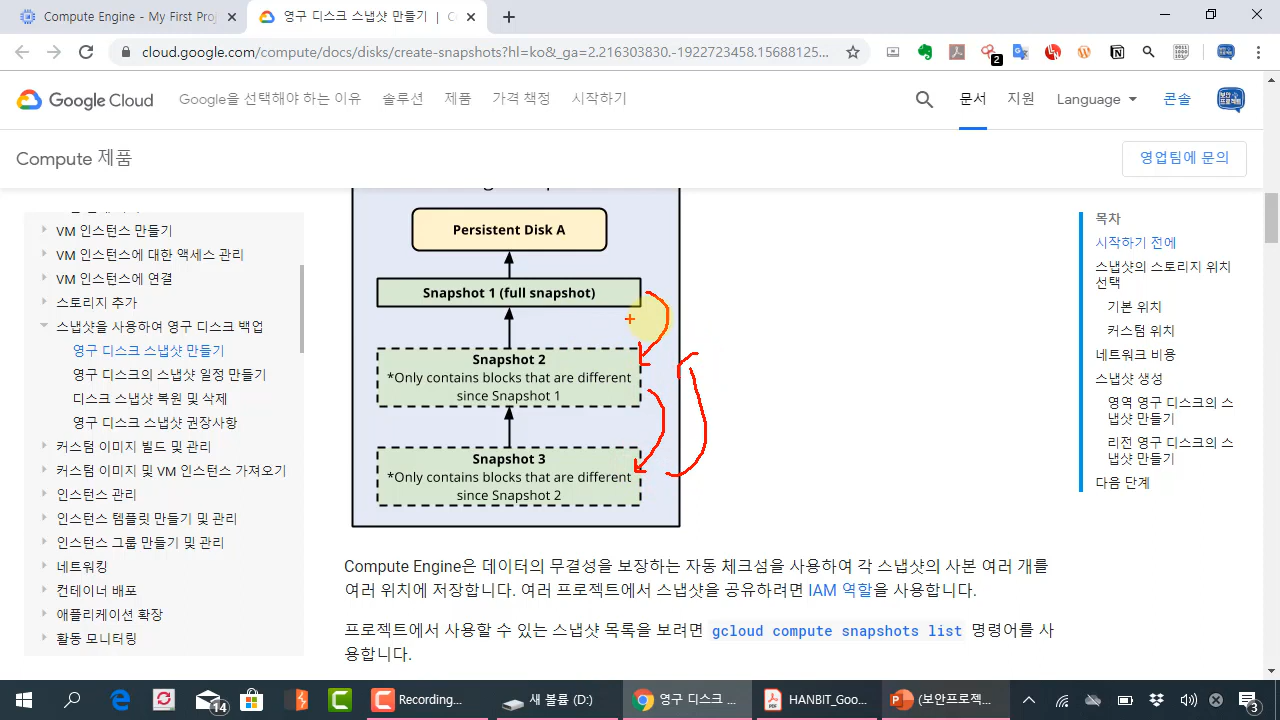 Compute Engine - My First Proj
영구 디스크 스냅샷 만들기 | G
cloud.google.com/compute/docs/disks/create-snapshots?hl=ko&_ga=2.216303830.-1922723458.15688125...
2
Google Cloud
Google을 선택해야 하는 이유
솔루션
제품
가격 책정
시작하기
문서
지원
Language
콘솔
Compute 제품
영업팀에 문의
VM 인스턴스 만들기
VM 인스턴스에 대한 액세스 관리
VM 인스턴스에 연결
스토리지 추가
스냅샷을 사용하여 영구 디스크 백업
영구 디스크 스냅샷 만들기
영구 디스크의 스냅샷 일정 만들기
디스크 스냅샷 복원 및 삭제
영구 디스크 스냅샷 권장사항
커스텀 이미지 빌드 및 관리
커스텀 이미지 및 VM 인스턴스 가져오기
인스턴스 관리
인스턴스 템플릿 만들기 및 관리
인스턴스 그룹 만들기 및 관리
네트워킹
컨테이너 배포
애플리케이션 확장
활동 모니터링
Persistent Disk A
Snapshot 1 (full snapshot)
Snapshot 2
*Only contains blocks that are different
since Snapshot 1
Snapshot 3
*Only contains blocks that are different
since Snapshot 2
Compute Engine은 데이터의 무결성을 보장하는 자동 체크섬을 사용하여 각 스냅샷의 사본 여러 개를
여러 위치에 저장합니다. 여러 프로젝트에서 스냅샷을 공유하려면 IAM 역할을 사용합니다.
프로젝트에서 사용할 수 있는 스냅샷 목록을 보려면 gcloud compute snapshots list 명령어를 사
용합니다.
목차
시작하기 전에
스냅샷의 스토리지 위치
선택
기본 위치
커스텀 위치
네트워크 비용
스냅샷 생성
영역 영구 디스크의 스
냅샷 만들기
리전 영구 디스크의 스
냅샷 만들기
다음 단계
14
Recording...
새 볼륨 (D:)
영구 디스크 ...
HANBIT_Goo...
(보안프로젝...
3